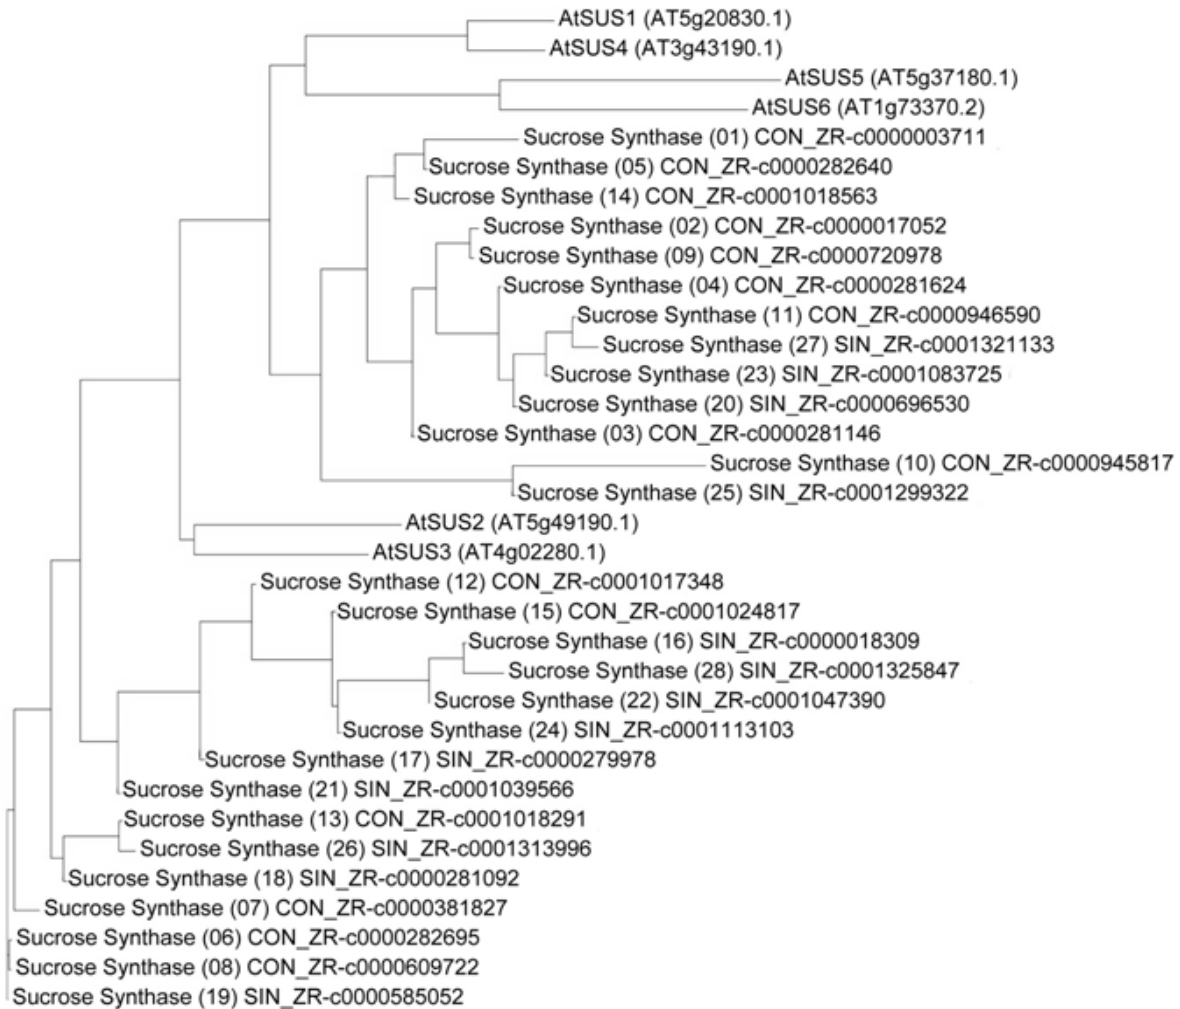 AtSUS1 (AT5g20830.1)
AtSUS4 (AT3g43190.1)
AtSUS5 (AT5g37180.1)
AtSUS6 (AT1g73370.2)
Sucrose Synthase (01) CON_ZR-c0000003711
Sucrose Synthase (05) CON_ZR-c0000282640
Sucrose Synthase (14) CON_ZR-c0001018563
Sucrose Synthase (02) CON_ZR-c0000017052
Sucrose Synthase (09) CON_ZR-c0000720978
Sucrose Synthase (04) CON_ZR-c0000281624
Sucrose Synthase (11) CON_ZR-c0000946590
Sucrose Synthase (27) SIN_ZR-c0001321133
Sucrose Synthase (23) SIN_ZR-c0001083725
Sucrose Synthase (20) SIN_ZR-c0000696530
Sucrose Synthase (03) CON_ZR-c0000281146
Sucrose Synthase (10) CON_ZR-c0000945817
Sucrose Synthase (25) SIN_ZR-c0001299322
AtSUS2 (AT5g49190.1)
AtSUS3 (AT4g02280.1)
Sucrose Synthase (12) CON_ZR-c0001017348
Sucrose Synthase (15) CON_ZR-c0001024817
Sucrose Synthase (16) SIN_ZR-c0000018309
Sucrose Synthase (28) SIN_ZR-c0001325847
Sucrose Synthase (22) SIN_ZR-c0001047390
Sucrose Synthase (24) SIN_ZR-c0001113103
Sucrose Synthase (17) SIN_ZR-c0000279978
Sucrose Synthase (21) SIN_ZR-c0001039566
Sucrose Synthase (13) CON_ZR-c0001018291
Sucrose Synthase (26) SIN_ZR-c0001313996
Sucrose Synthase (18) SIN_ZR-c0000281092
Sucrose Synthase (07) CON_ZR-c0000381827
Sucrose Synthase (06) CON_ZR-c0000282695
Sucrose Synthase (08) CON_ZR-c0000609722
Sucrose Synthase (19) SIN_ZR-c0000585052